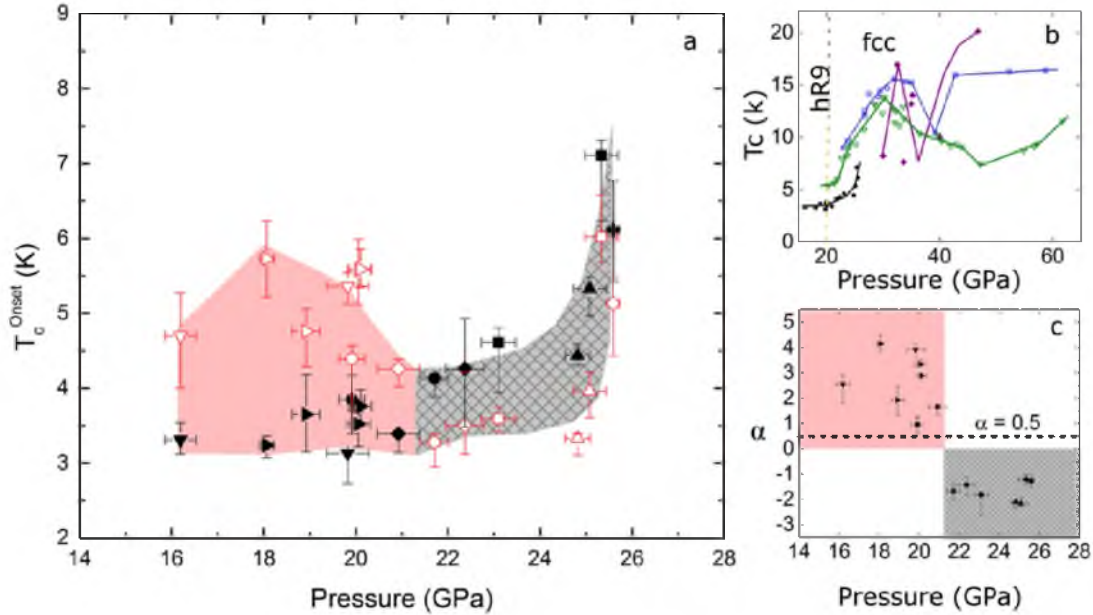 9
8
7
6
5
4
3
2
14 16 18 20 22 24 26 28
T_c^Onset (K)
Pressure (GPa)
a
20
15
10
5
0
20 40 60
Tc (k)
Pressure (GPa)
hR9
fcc
b
5
4
3
2
1
0
-1
-2
-3
14 16 18 20 22 24 26 28
α
α = 0.5
c
Pressure (GPa)